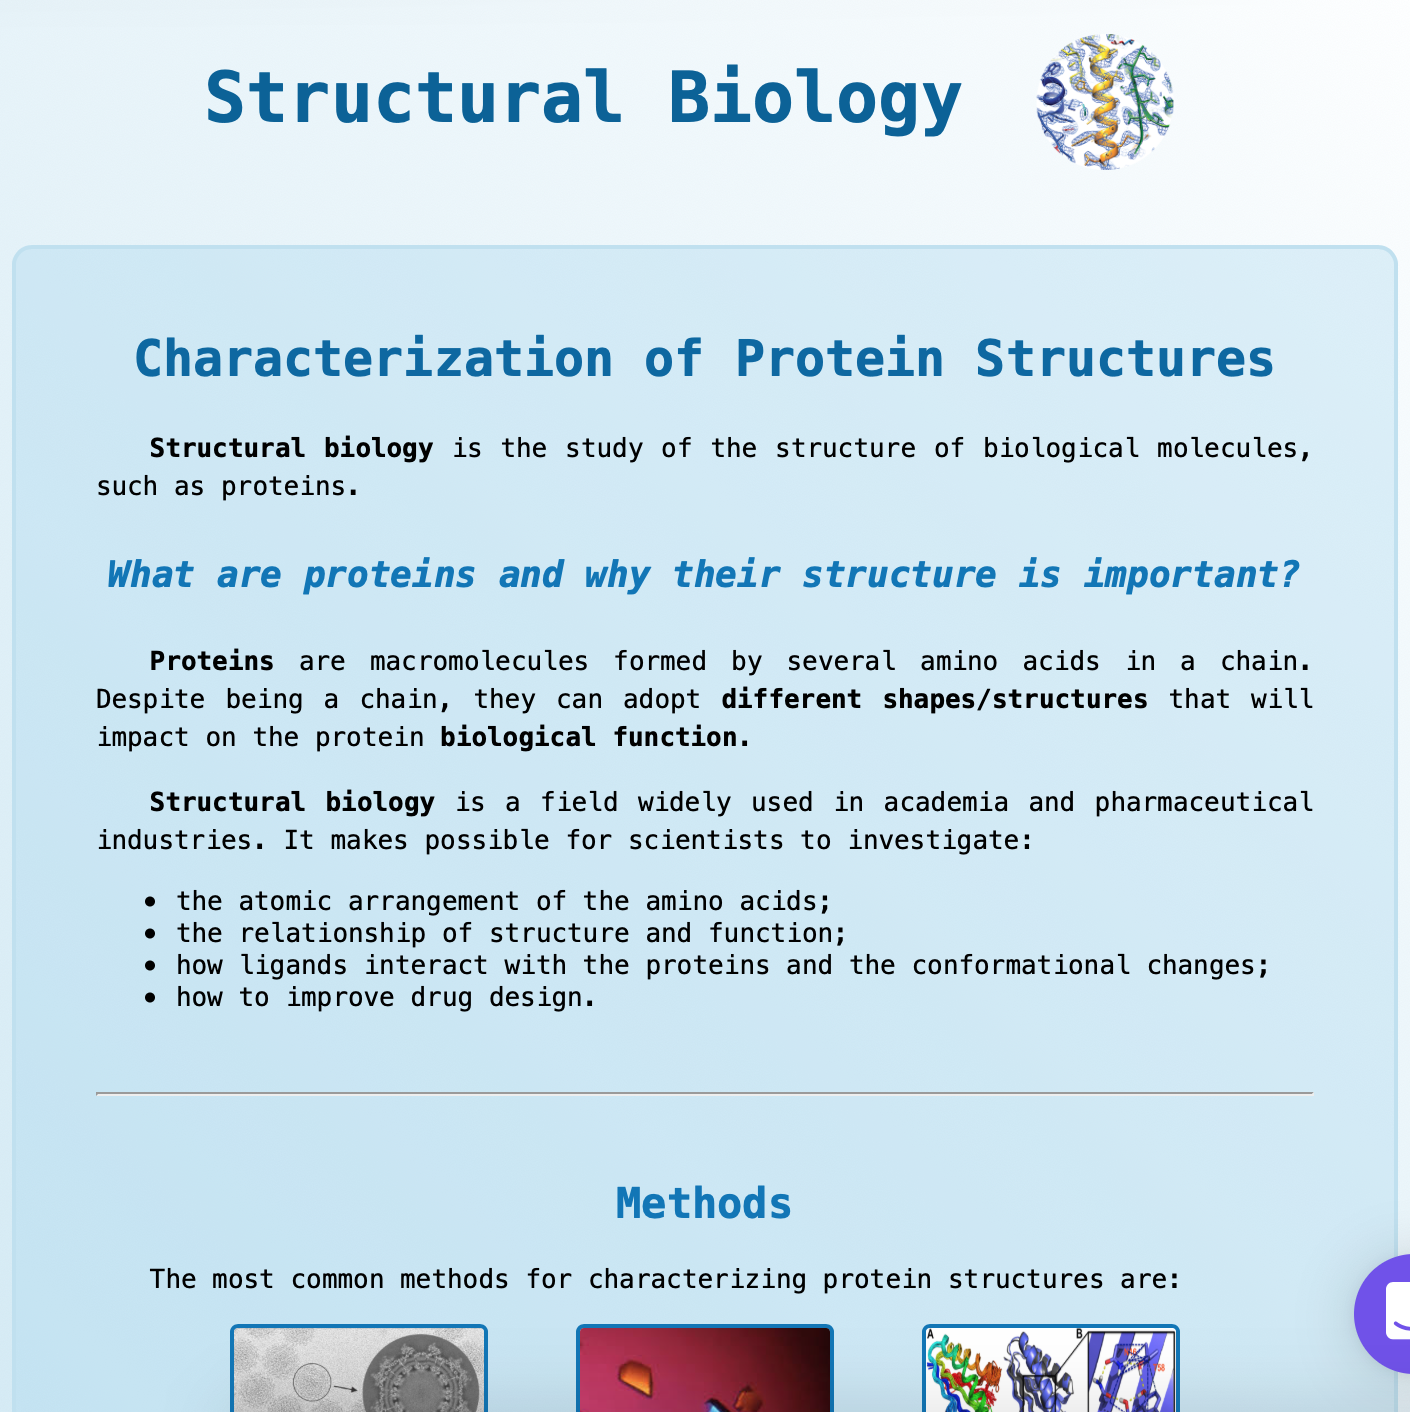 Structural Biology
Characterization of Protein Structures
Structural biology is the study of the structure of biological molecules,
such as proteins.
What are proteins and why their structure is important?
Proteins are macromolecules formed by several amino acids in a chain.
Despite being a chain, they can adopt different shapes/structures that will
impact on the protein biological function.
Structural biology is a field widely used in academia and pharmaceutical
industries. It makes possible for scientists to investigate:
• the atomic arrangement of the amino acids;
• the relationship of structure and function;
• how ligands interact with the proteins and the conformational changes;
• how to improve drug design.
Methods
The most common methods for characterizing protein structures are:
A B